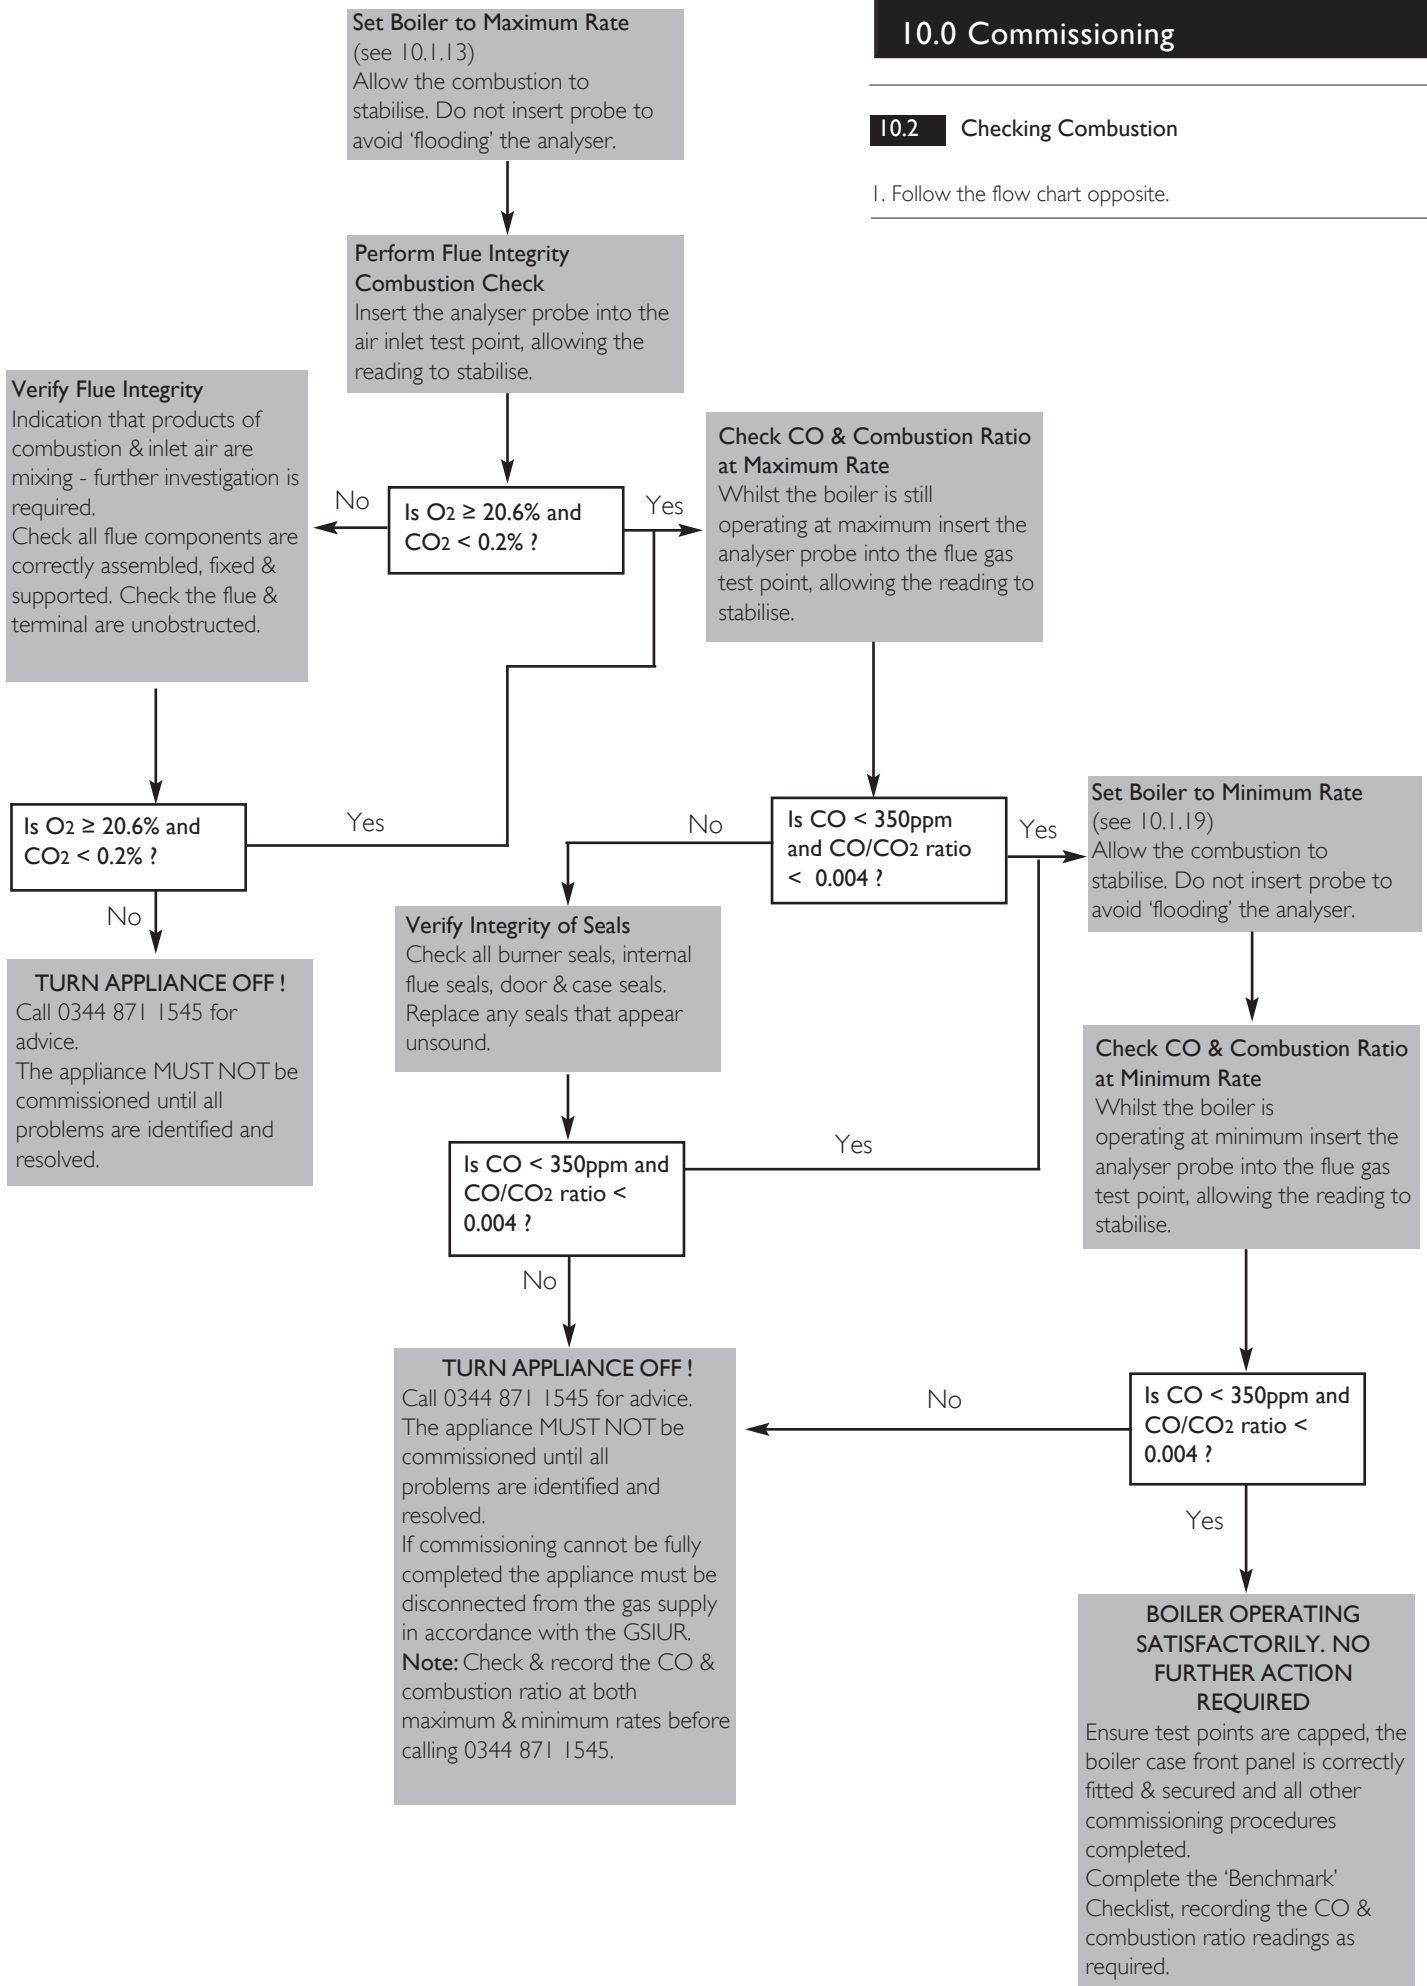 10.0 Commissioning
10.2 Checking Combustion
1. Follow the flow chart opposite.
Set Boiler to Maximum Rate
(see 10.1.13)
Allow the combustion to
stabilise. Do not insert probe to
avoid ‘flooding’ the analyser.
Perform Flue Integrity
Combustion Check
Insert the analyser probe into the
air inlet test point, allowing the
reading to stabilise.
Is O2 ≥ 20.6% and
CO2 < 0.2% ?
No
Yes
Verify Flue Integrity
Indication that products of
combustion & inlet air are
mixing - further investigation is
required.
Check all flue components are
correctly assembled, fixed &
supported. Check the flue &
terminal are unobstructed.
Is O2 ≥ 20.6% and
CO2 < 0.2% ?
Yes
No
TURN APPLIANCE OFF !
Call 0344 871 1545 for
advice.
The appliance MUST NOT be
commissioned until all
problems are identified and
resolved.
Check CO & Combustion Ratio
at Maximum Rate
Whilst the boiler is still
operating at maximum insert the
analyser probe into the flue gas
test point, allowing the reading to
stabilise.
Is CO < 350ppm
and CO/CO2 ratio
< 0.004 ?
No
Yes
Verify Integrity of Seals
Check all burner seals, internal
flue seals, door & case seals.
Replace any seals that appear
unsound.
Is CO < 350ppm and
CO/CO2 ratio <
0.004 ?
Yes
No
TURN APPLIANCE OFF !
Call 0344 871 1545 for advice.
The appliance MUST NOT be
commissioned until all
problems are identified and
resolved.
If commissioning cannot be fully
completed the appliance must be
disconnected from the gas supply
in accordance with the GSIUR.
Note: Check & record the CO &
combustion ratio at both
maximum & minimum rates before
calling 0344 871 1545.
Set Boiler to Minimum Rate
(see 10.1.19)
Allow the combustion to
stabilise. Do not insert probe to
avoid ‘flooding’ the analyser.
Check CO & Combustion Ratio
at Minimum Rate
Whilst the boiler is
operating at minimum insert the
analyser probe into the flue gas
test point, allowing the reading to
stabilise.
Is CO < 350ppm and
CO/CO2 ratio <
0.004 ?
No
Yes
BOILER OPERATING
SATISFACTORILY. NO
FURTHER ACTION
REQUIRED
Ensure test points are capped, the
boiler case front panel is correctly
fitted & secured and all other
commissioning procedures
completed.
Complete the ‘Benchmark’
Checklist, recording the CO &
combustion ratio readings as
required.